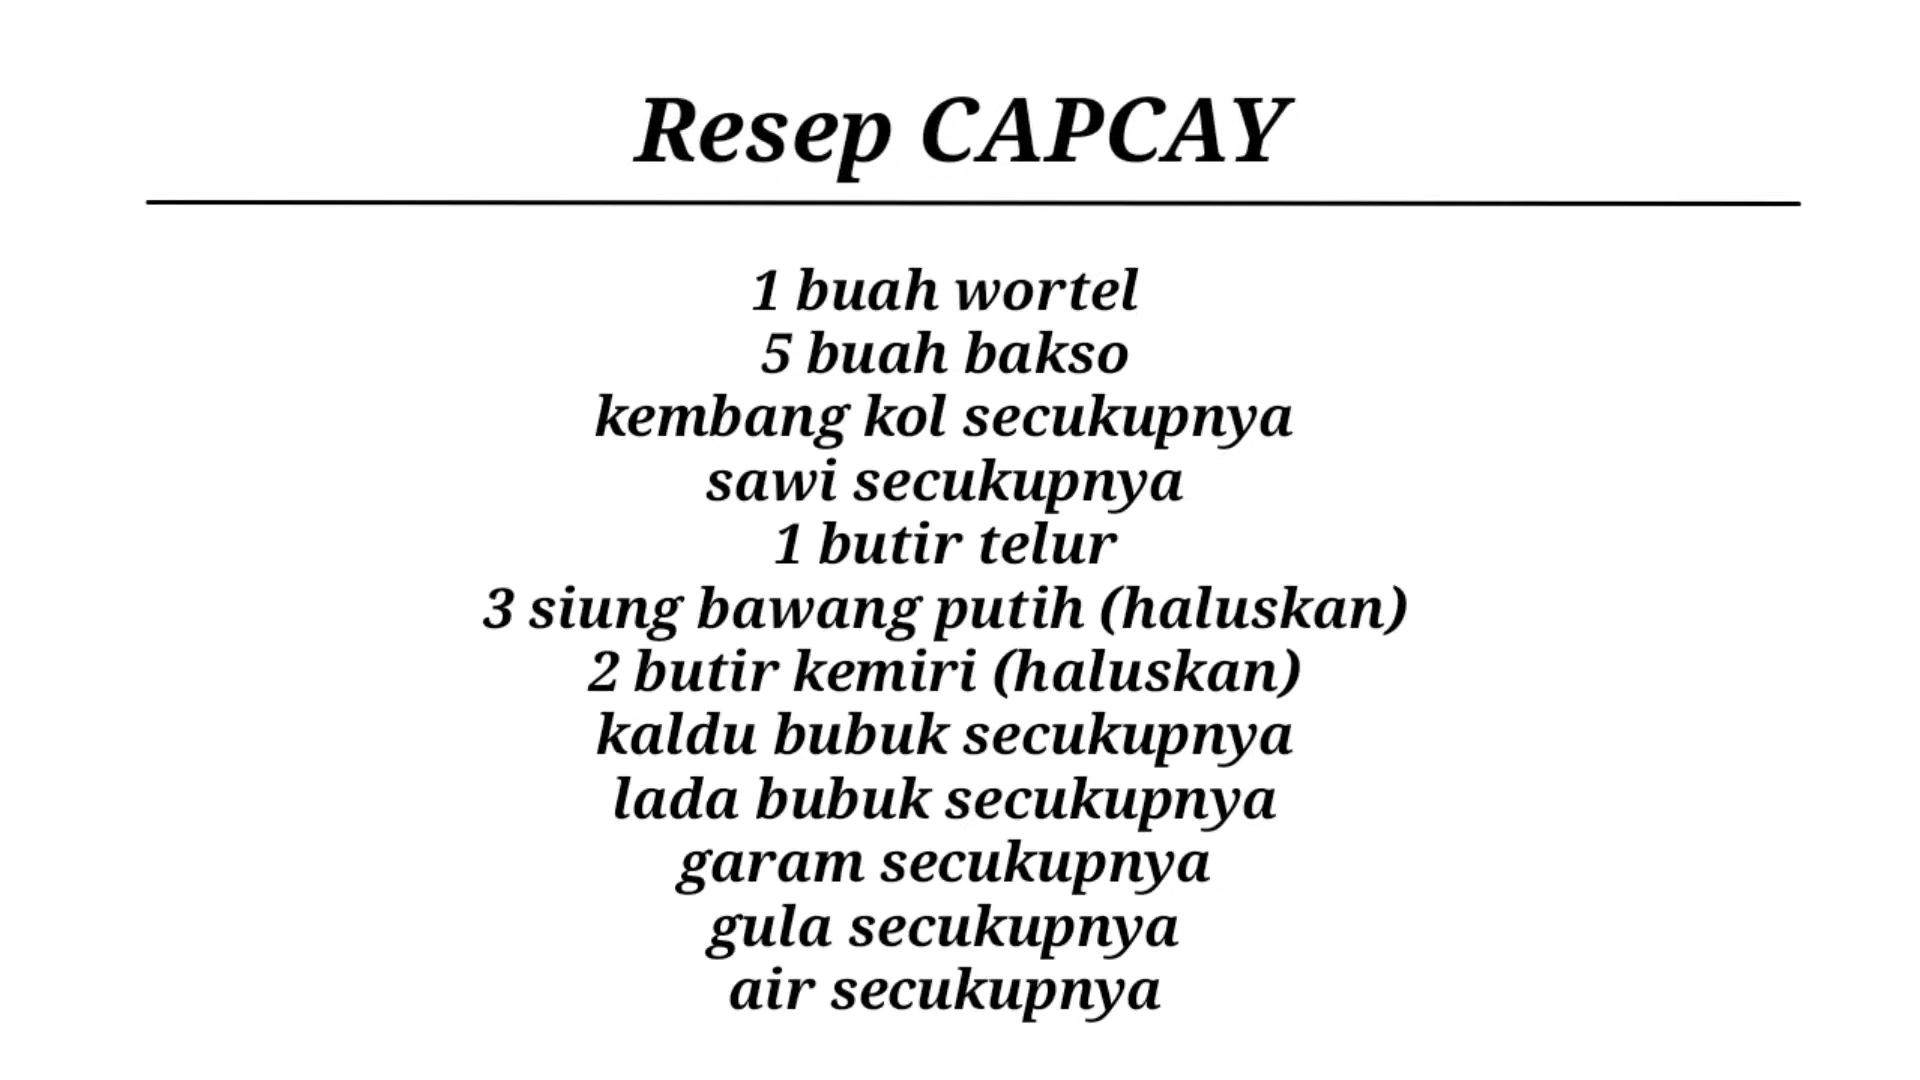 Resep CAPCAY
1 buah wortel
5 buah bakso
kembang kol secukupnya
sawi secukupnya
1 butir telur
3 siung bawang putih (haluskan)
2 butir kemiri (haluskan)
kaldu bubuk secukupnya
lada bubuk secukupnya
garam secukupnya
gula secukupnya
air secukupnya